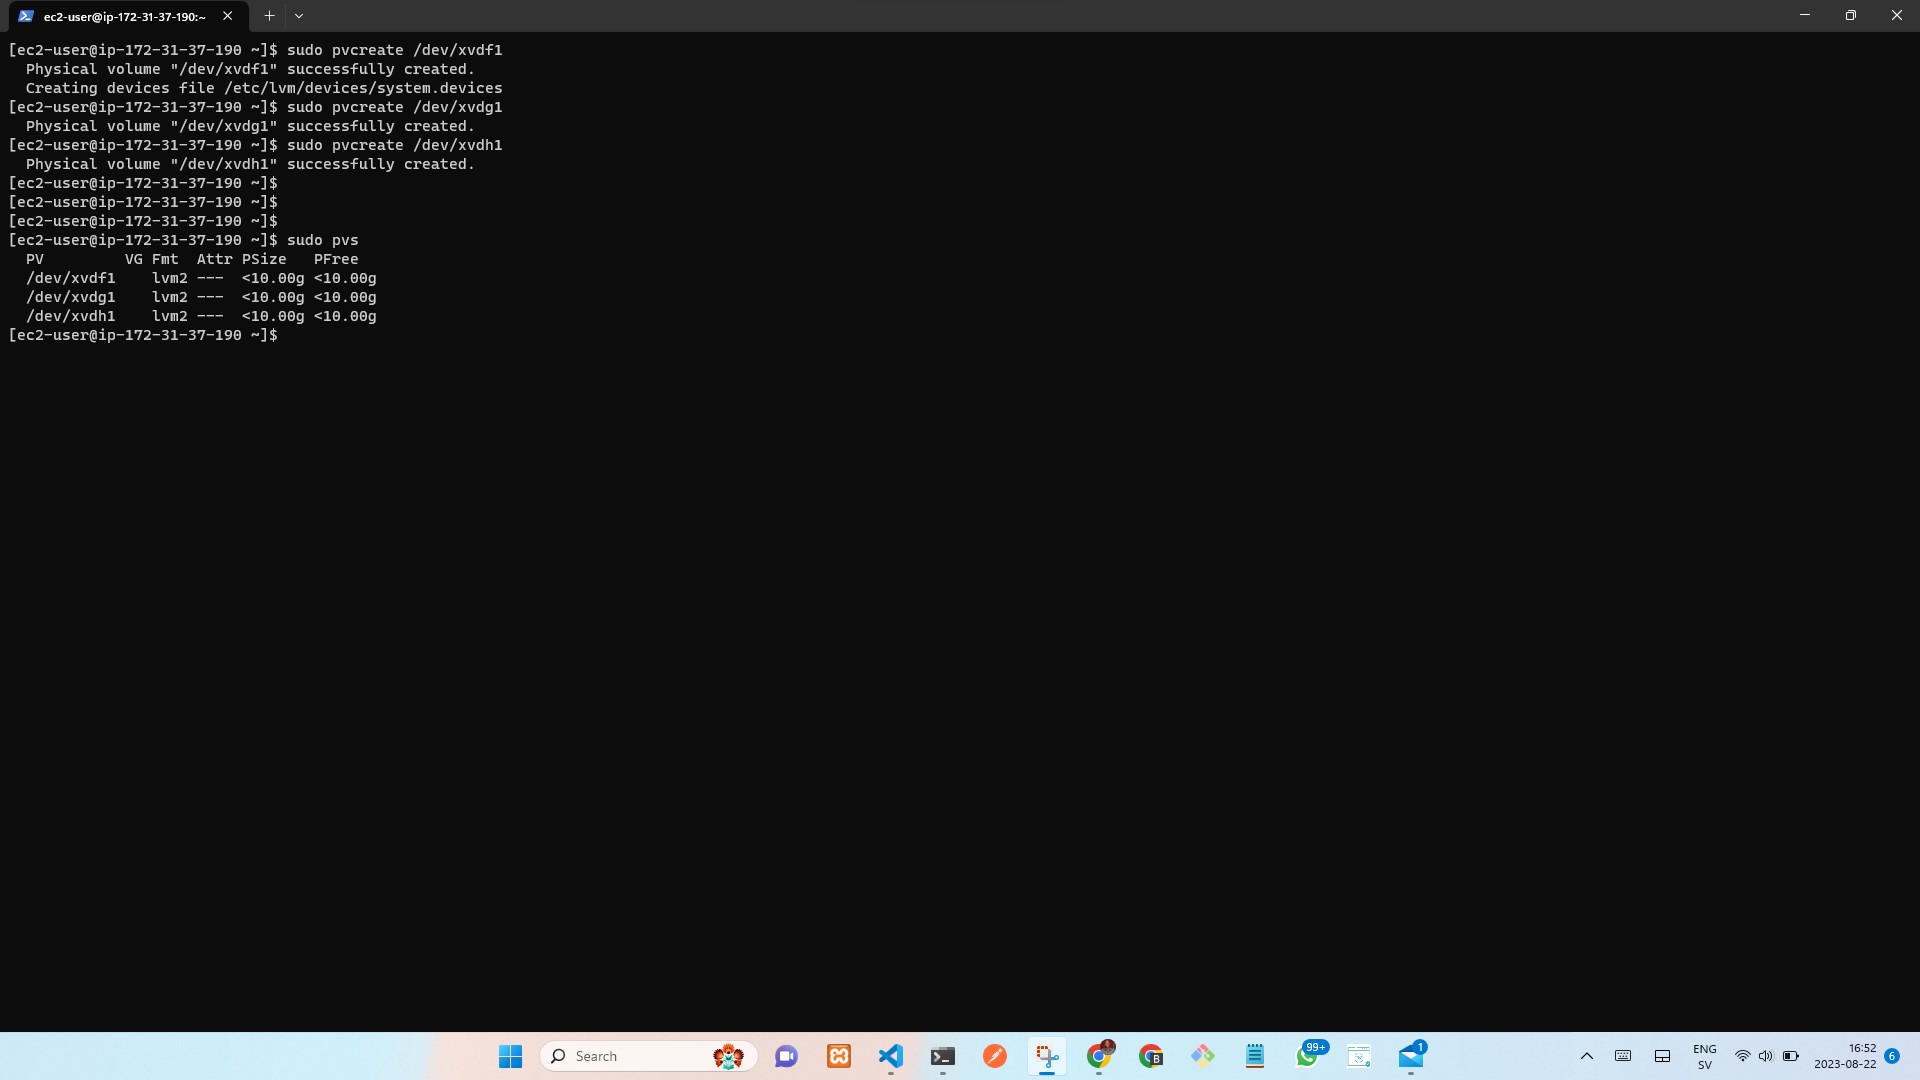 ec2-user@ip-172-31-37-190:~
[ec2-user@ip-172-31-37-190 ~]$ sudo pvcreate /dev/xvdf1
  Physical volume "/dev/xvdf1" successfully created.
  Creating devices file /etc/lvm/devices/system.devices
[ec2-user@ip-172-31-37-190 ~]$ sudo pvcreate /dev/xvdg1
  Physical volume "/dev/xvdg1" successfully created.
[ec2-user@ip-172-31-37-190 ~]$ sudo pvcreate /dev/xvdh1
  Physical volume "/dev/xvdh1" successfully created.
[ec2-user@ip-172-31-37-190 ~]$
[ec2-user@ip-172-31-37-190 ~]$
[ec2-user@ip-172-31-37-190 ~]$
[ec2-user@ip-172-31-37-190 ~]$ sudo pvs
  PV         VG Fmt  Attr PSize   PFree
  /dev/xvdf1    lvm2 ---  <10.00g <10.00g
  /dev/xvdg1    lvm2 ---  <10.00g <10.00g
  /dev/xvdh1    lvm2 ---  <10.00g <10.00g
[ec2-user@ip-172-31-37-190 ~]$
Search
B
99+
1
ENG
SV
16:52
2023-08-22
6